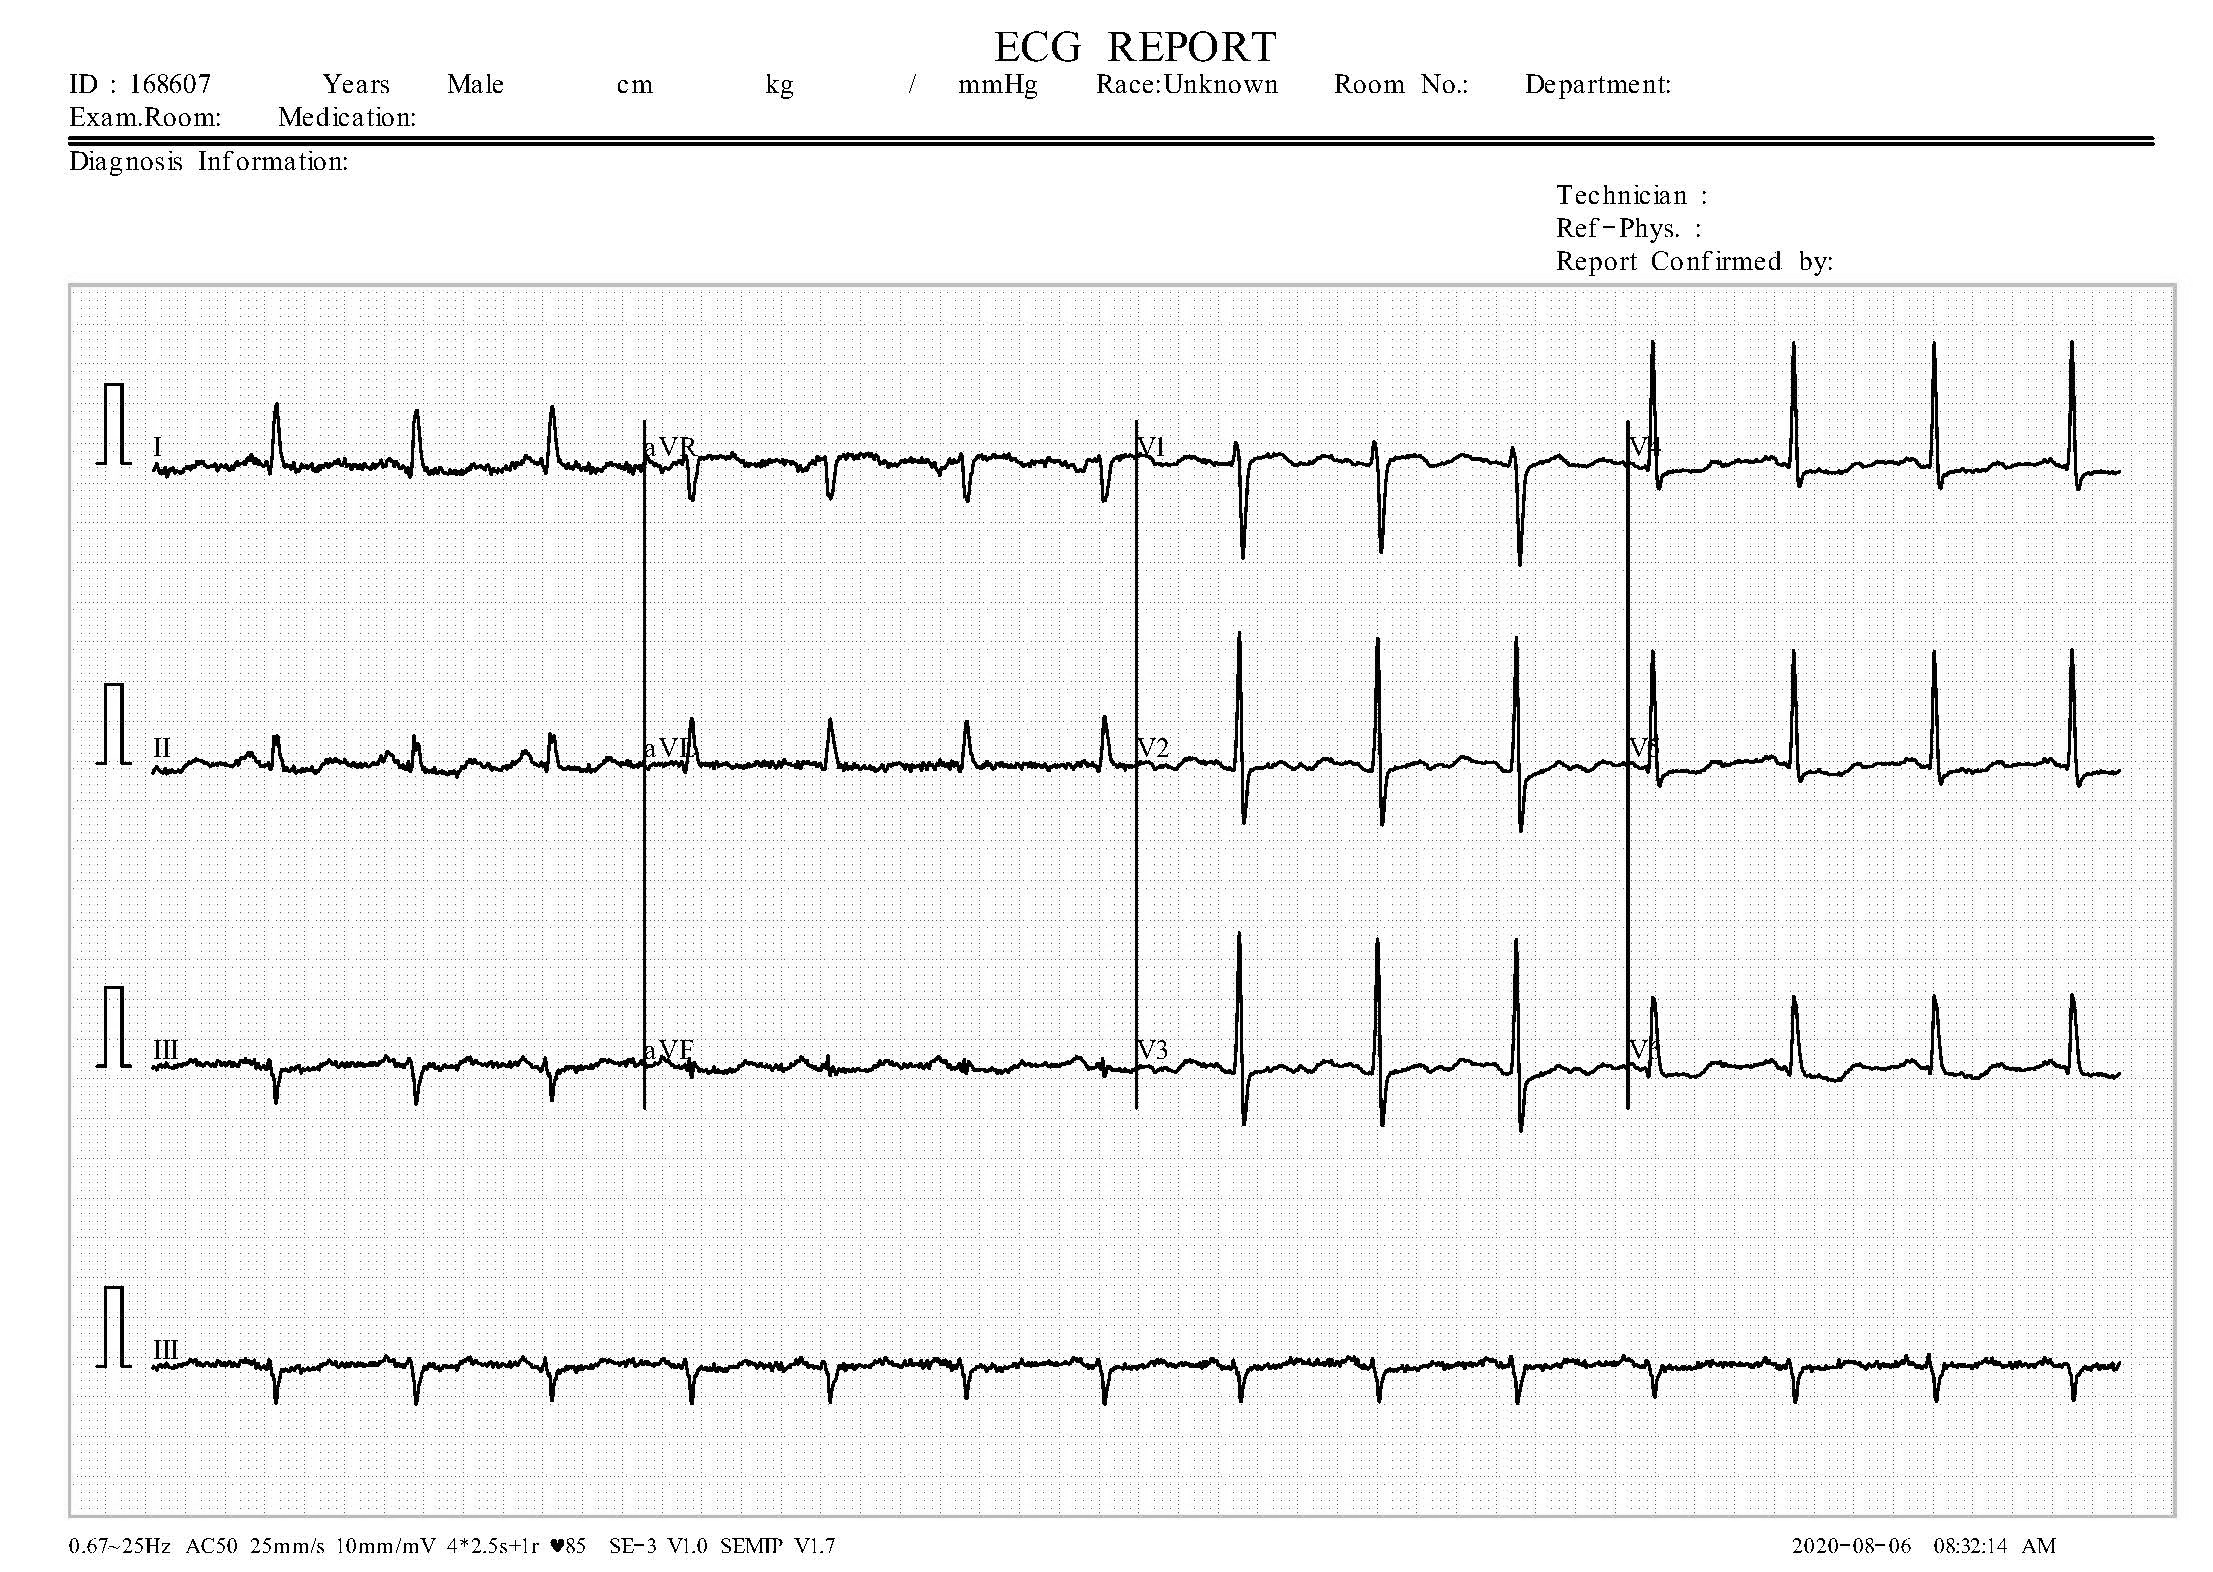 ECG REPORT
ID : 168607 Years Male cm kg / mmHg Race:Unknown Room No.: Department:
Exam.Room: Medication:
Diagnosis Information:
Technician :
Ref-Phys. :
Report Confirmed by:
I aVR V1 V4
II aVL V2 V5
III aVF V3
III
0.67~25Hz AC50 25mm/s 10mm/mV 4*2.5s+1r ♥85 SE-3 V1.0 SEMIP V1.7 2020-08-06 08:32:14 AM